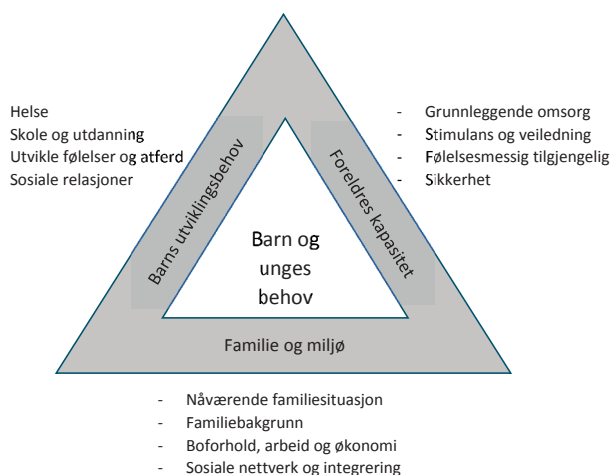 Helse
Skole og utdanning
Utvikle følelser og atferd
Sosiale relasjoner
- Grunnleggende omsorg
- Stimulans og veiledning
- Følelsesmessig tilgjengelig
- Sikkerhet
Barns utviklingsbehov
Foreldres kapasitet
Barn og
unges
behov
Familie og miljø
- Nåværende familiesituasjon
- Familiebakgrunn
- Boforhold, arbeid og økonomi
- Sosiale nettverk og integrering